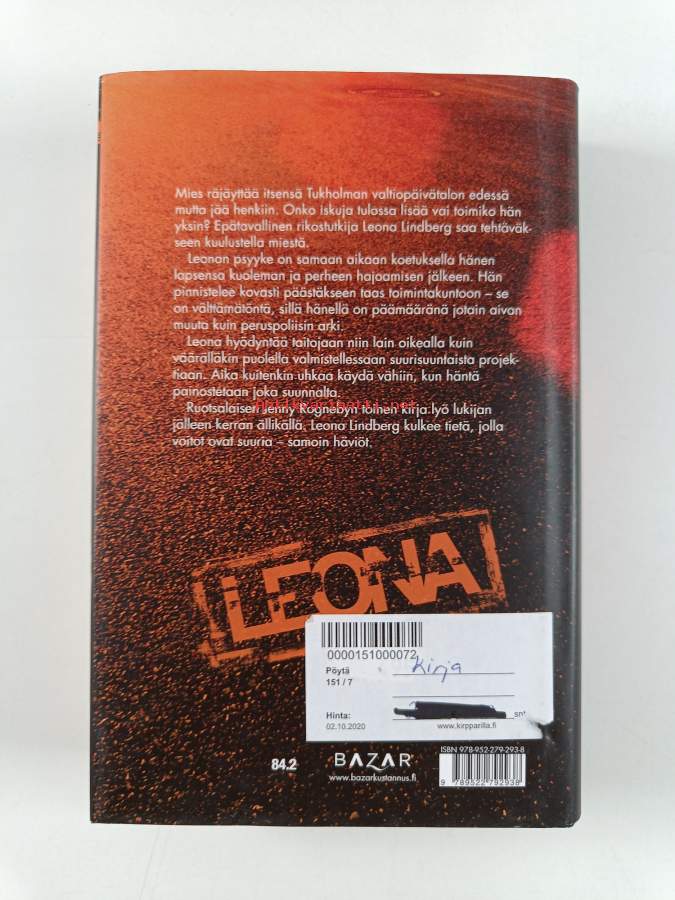 Mies räjäyttää itsensä Tukholman valtiopäivätalon edessä
mutta jää henkiin. Onko iskuja tulossa lisää vai toimiko hän
yksin? Epätavallinen rikostutkija Leona Lindberg saa tehtäväk-
seen kuulustella miestä.
Leonan psyyke on samaan aikaan koetuksella hänen
lapsensa kuoleman ja perheen hajoamisen jälkeen. Hän
pinnistelee kovasti päästäkseen taas toimintakuntoon – se
on välttämätöntä, sillä hänellä on päämääränä jotain aivan
muuta kuin peruspoliisin arki.
Leona hyödyntää taitojaan niin lain oikealla kuin
väärälläkin puolella valmistellessaan suurisuuntaista projek-
tiaan. Aika kuitenkin uhkaa käydä vähiin, kun häntä
painostetaan joka suunnalta.
Ruotsalaisen Jenny Rognebyn toinen kirja lyö lukijan
jälleen kerran ällikällä. Leona Lindberg kulkee tietä, jolla
voitot ovat suuria – samoin häviöt.
LEONA
0000151000072
Pöytä
Kirja
151 / 7
Hinta:
02.10.2020
www.kirpparilla.fi
ISBN 978-952-279-293-8
84.2
BAZAR
www.bazarkustannus.fi
9 789522 792938